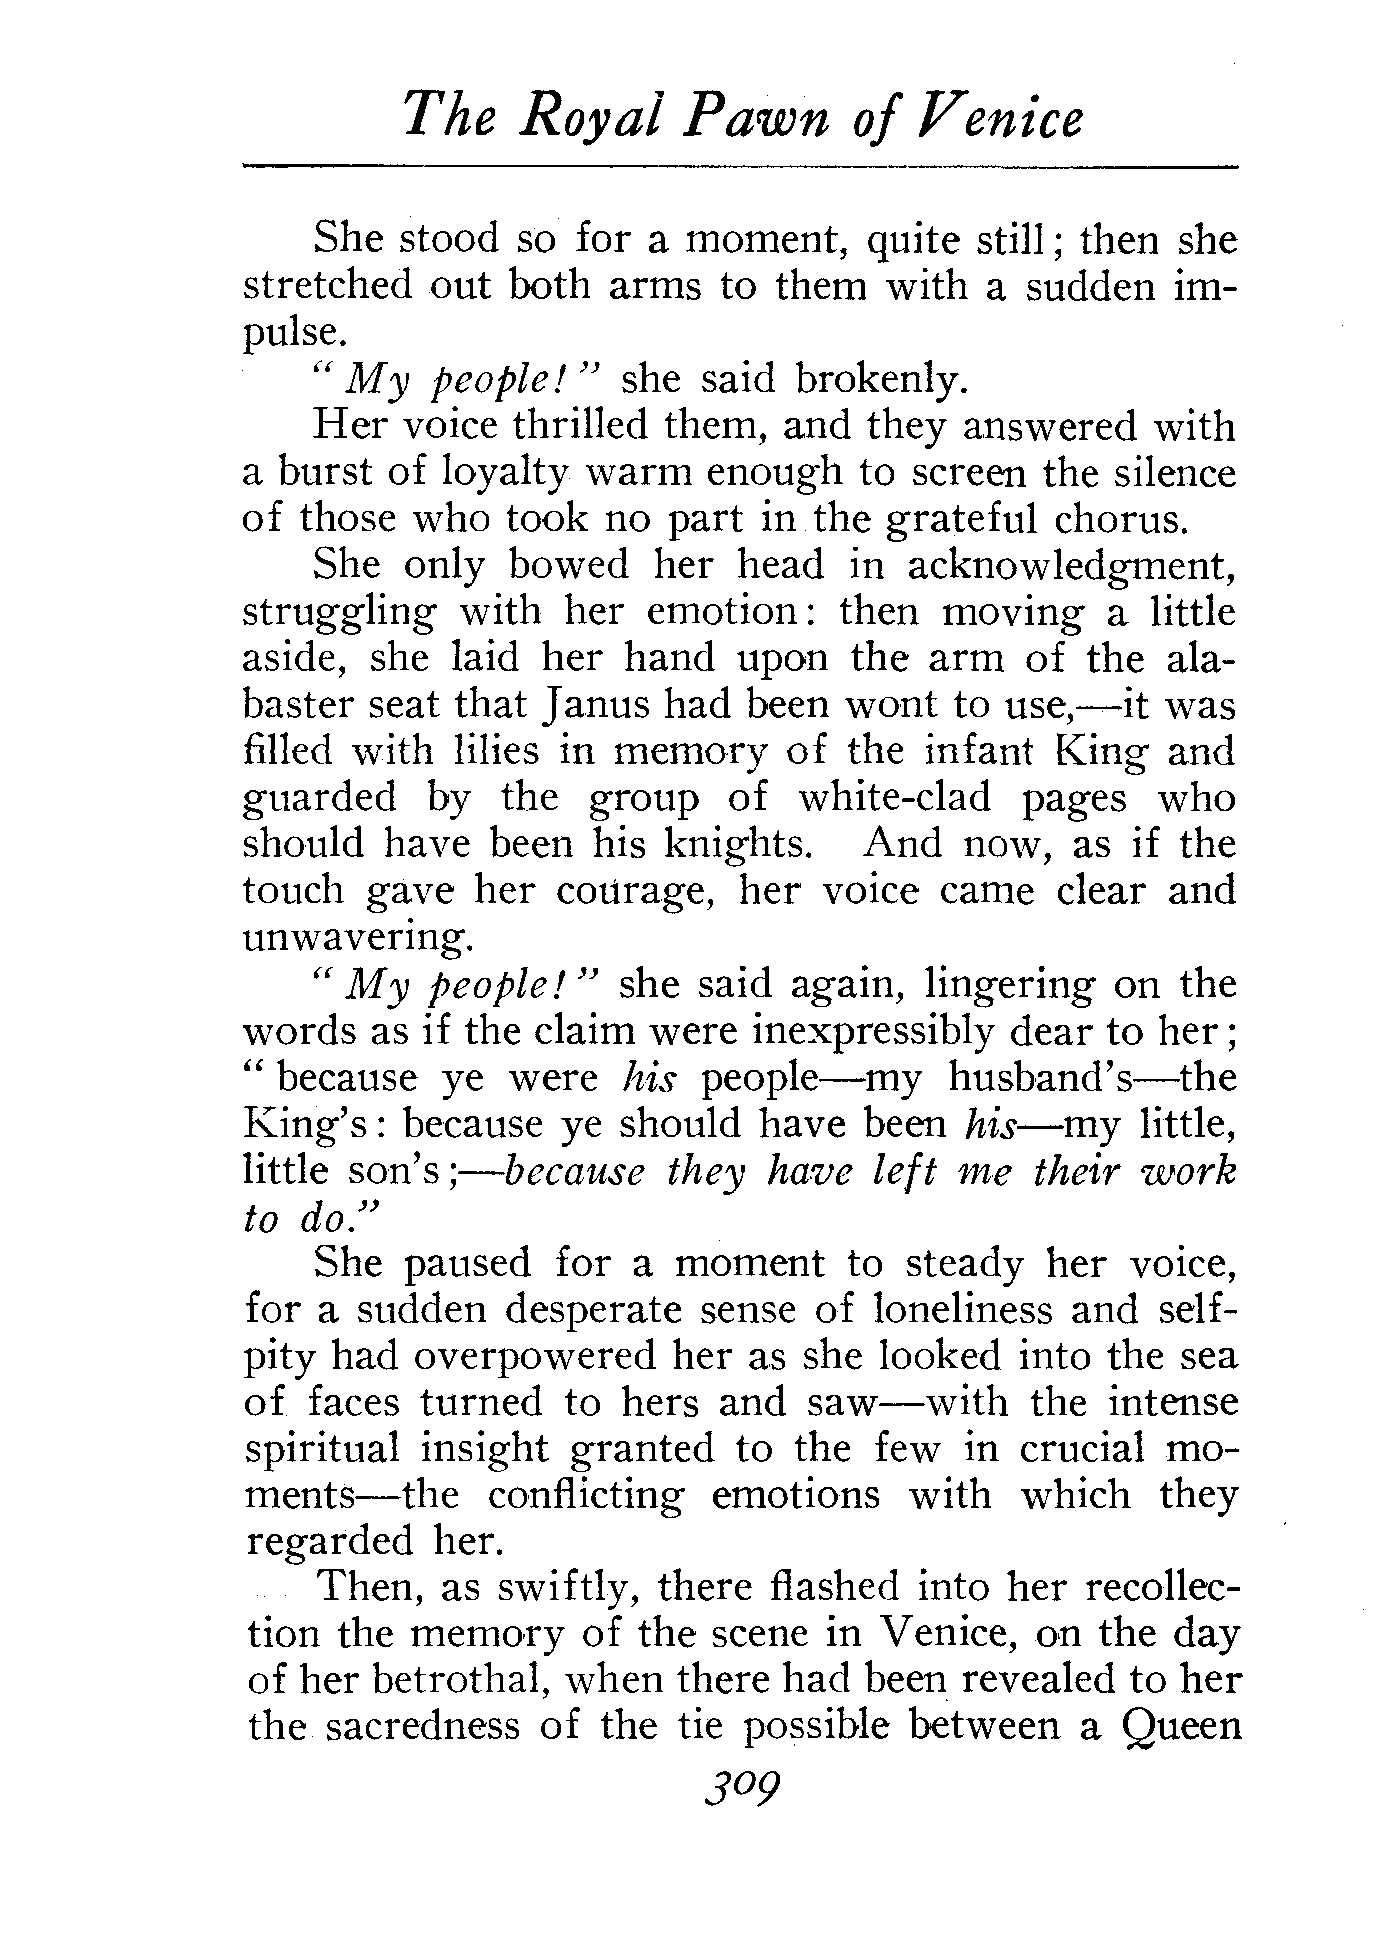 The Royal Pawn of Venice
She stood so for a moment, quite still; then she
stretched out both arms to them with a sudden im-
pulse.
"My people!" she said brokenly.
Her voice thrilled them, and they answered with
a burst of loyalty warm enough to screen the silence
of those who took no part in the grateful chorus.
She only bowed her head in acknowledgment,
struggling with her emotion: then moving a little
aside, she laid her hand upon the arm of the ala-
baster seat that Janus had been wont to use,—it was
filled with lilies in memory of the infant King and
guarded by the group of white-clad pages who
should have been his knights. And now, as if the
touch gave her courage, her voice came clear and
unwavering.
"My people!" she said again, lingering on the
words as if the claim were inexpressibly dear to her;
"because ye were his people—my husband's—the
King's: because ye should have been his—my little,
little son's;—because they have left me their work
to do."
She paused for a moment to steady her voice,
for a sudden desperate sense of loneliness and self-
pity had overpowered her as she looked into the sea
of faces turned to hers and saw—with the intense
spiritual insight granted to the few in crucial mo-
ments—the conflicting emotions with which they
regarded her.
Then, as swiftly, there flashed into her recollec-
tion the memory of the scene in Venice, on the day
of her betrothal, when there had been revealed to her
the sacredness of the tie possible between a Queen
309